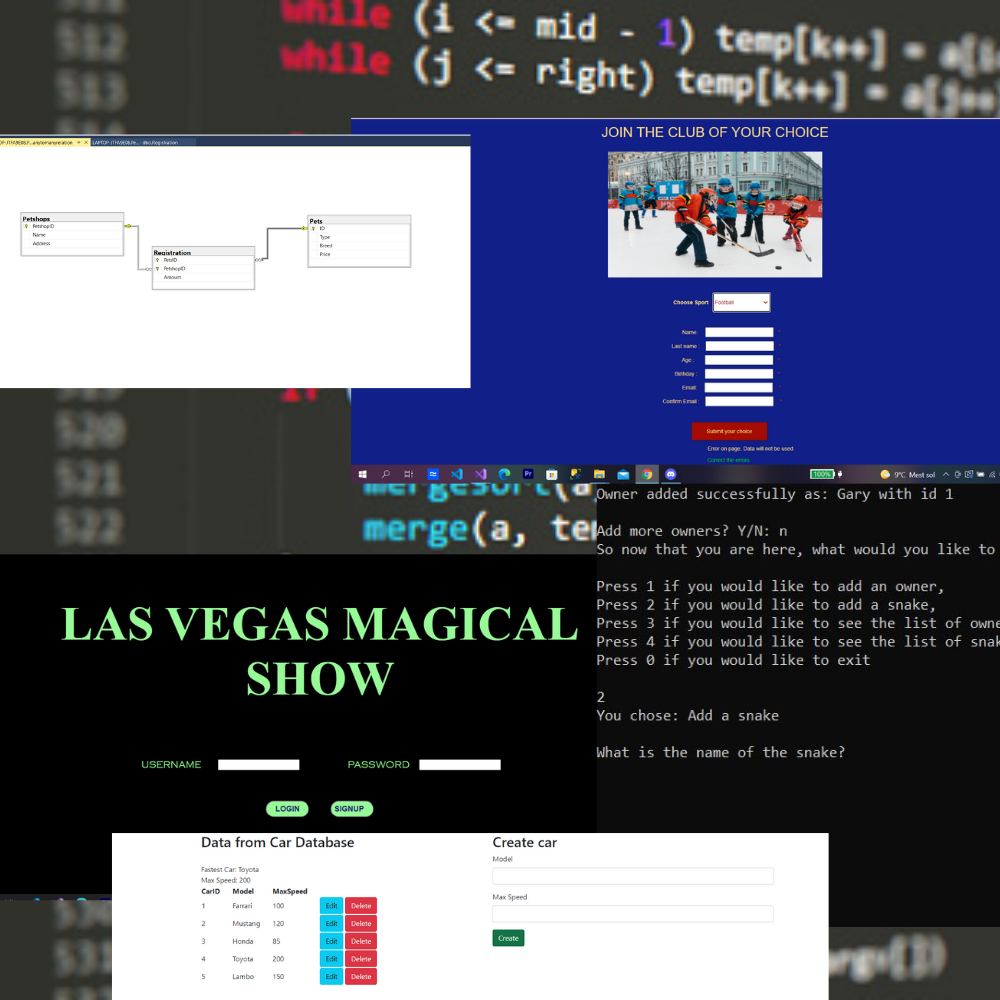 512
513
while (i <= mid - 1) temp[k++] = a[i
while (j <= right) temp[k++] = a[j++
dbo.Registration
Petshops
PetshopID
Name
Address
Registration
PetID
PetshopID
Amount
Pets
ID
Type
Breed
Price
JOIN THE CLUB OF YOUR CHOICE
Choose Sport Football
Name:
Last name :
Age :
Birthday :
Email:
Confirm Email :
Submit your choice
Error on page, Data will not be used
Correct the errors
100%
9°C Mest sol
520
521
522
mergeSort(a,
merge(a, tem
Owner added successfully as: Gary with id 1
Add more owners? Y/N: n
So now that you are here, what would you like to
Press 1 if you would like to add an owner,
Press 2 if you would like to add a snake,
Press 3 if you would like to see the list of owne
Press 4 if you would like to see the list of snak
Press 0 if you would like to exit
2
You chose: Add a snake
What is the name of the snake?
LAS VEGAS MAGICAL
SHOW
USERNAME PASSWORD
LOGIN SIGNUP
Data from Car Database
Fastest Car: Toyota
Max Speed: 200
CarID Model MaxSpeed
1 Farrari 100 Edit Delete
2 Mustang 120 Edit Delete
3 Honda 85 Edit Delete
4 Toyota 200 Edit Delete
5 Lambo 150 Edit Delete
Create car
Model
Max Speed
Create
531